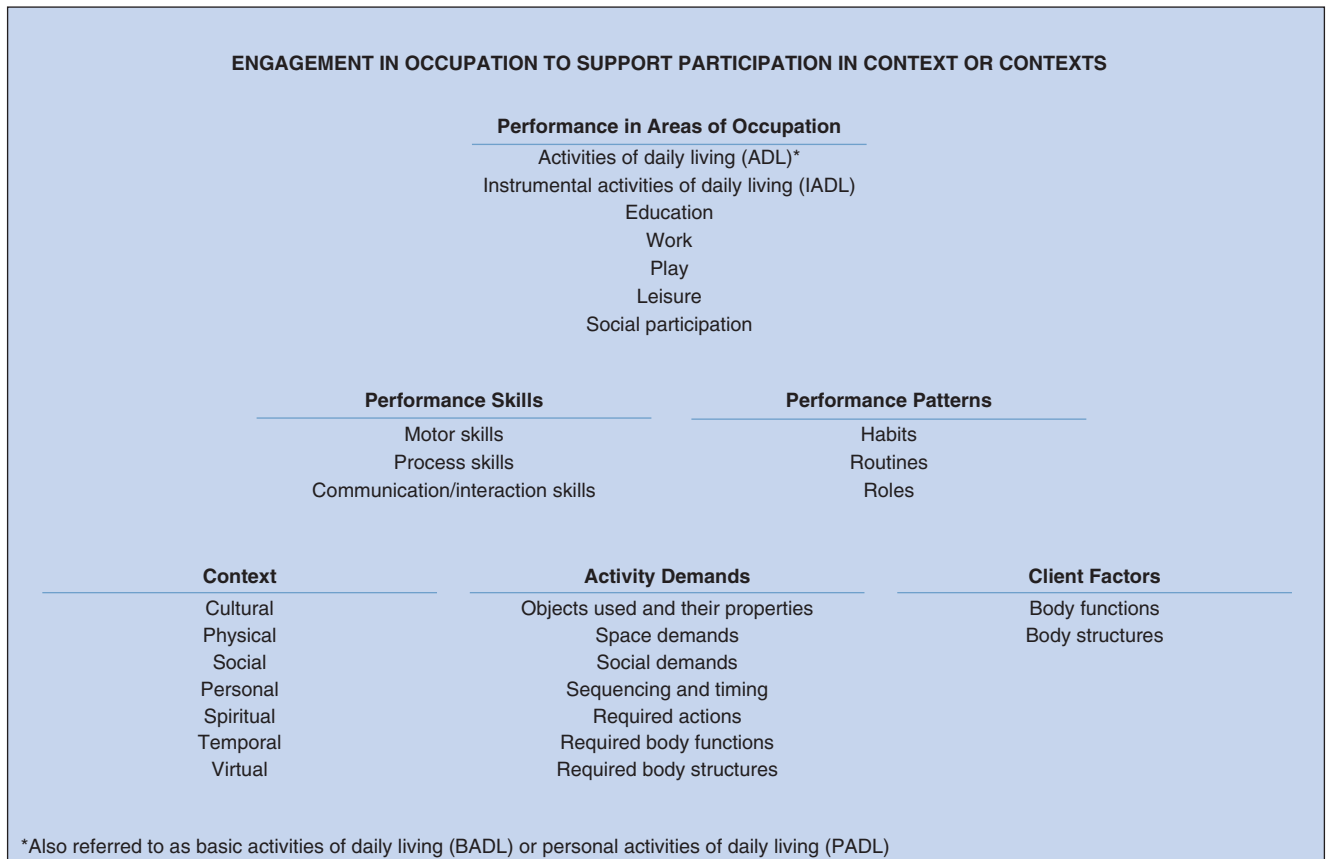 ENGAGEMENT IN OCCUPATION TO SUPPORT PARTICIPATION IN CONTEXT OR CONTEXTS
Performance in Areas of Occupation
Activities of daily living (ADL)*
Instrumental activities of daily living (IADL)
Education
Work
Play
Leisure
Social participation
Performance Skills
Motor skills
Process skills
Communication/interaction skills
Performance Patterns
Habits
Routines
Roles
Context
Cultural
Physical
Social
Personal
Spiritual
Temporal
Virtual
Activity Demands
Objects used and their properties
Space demands
Social demands
Sequencing and timing
Required actions
Required body functions
Required body structures
Client Factors
Body functions
Body structures
*Also referred to as basic activities of daily living (BADL) or personal activities of daily living (PADL)